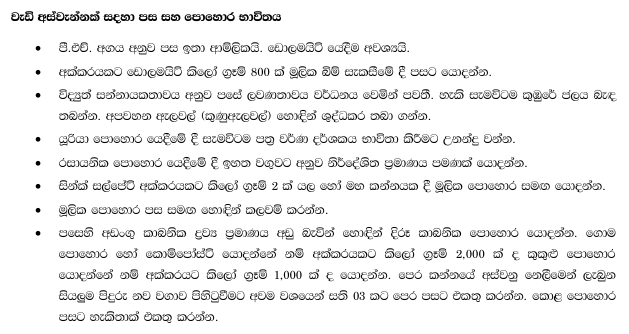 වැඩි අස්වැන්නක් සදහා පස සහ පොහොර භාවිතය
• පී.එච්. අගය අනුව පස ඉතා ආම්ලිකයි. ඩොලමයිට් යෙදීම අවශ්‍යයි.
• අක්කරයකට ඩොලමයිට් කිලෝ ග්‍රෑම් 800 ක් මූලික බිම් සැකසීමේ දී පසට යොදන්න.
• විද්‍යුත් සන්නායකතාවය අනුව පසේ ලවණතාවය වර්ධනය වෙමින් පවතී. හැකි සැමවිටම කුඹුරේ ජලය බැඳ
තබන්න. අපවහන ඇලවල් (කුණුඇලවල්) හොඳින් ශුද්ධකර තබා ගන්න.
• යූරියා පොහොර යෙදීමේ දී සැමවිටම පත්‍ර වර්ණ දර්ශකය භාවිතා කිරීමට උනන්දු වන්න.
• රසායනික පොහොර යෙදීමේ දී ඉහත වගුවට අනුව නිර්දේශිත ප්‍රමාණය පමණක් යොදන්න.
• සින්ක් සල්පේට් අක්කරයකට කිලෝ ග්‍රෑම් 2 ක් යල හෝ මහ කන්නයක දී මූලික පොහොර සමඟ යොදන්න.
• මූලික පොහොර පස සමඟ හොඳින් කලවම් කරන්න.
• පසෙහි අඩංගු කාබනික ද්‍රව්‍ය ප්‍රමාණය අඩු බැවින් හොඳින් දිරූ කාබනික පොහොර යොදන්න. ගොම
පොහොර හෝ කොම්පෝස්ට් යොදන්නේ නම් අක්කරයකට කිලෝ ග්‍රෑම් 2,000 ක් ද කුකුළු පොහොර
යොදන්නේ නම් අක්කරයට කිලෝ ග්‍රෑම් 1,000 ක් ද යොදන්න. පෙර කන්නයේ අස්වනු නෙලීමෙන් ලැබුන
සියලුම පිදුරු නව වගාව පිහිටුවීමට අවම වශයෙන් සති 03 කට පෙර පසට එකතු කරන්න. කොළ පොහොර
පසට හැකිතාක් එකතු කරන්න.